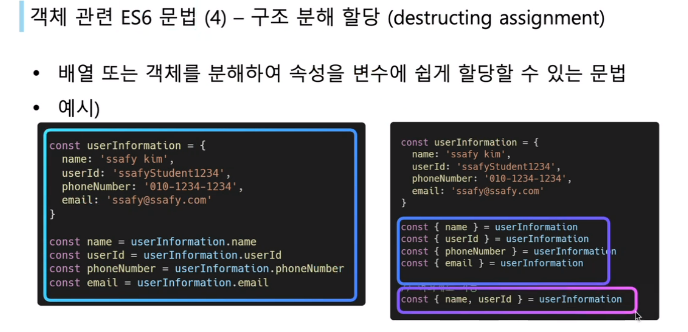 객체 관련 ES6 문법 (4) – 구조 분해 할당 (destructing assignment)
• 배열 또는 객체를 분해하여 속성을 변수에 쉽게 할당할 수 있는 문법
• 예시)
const userInformation = {
name: 'ssafy kim',
userId: 'ssafyStudent1234',
phoneNumber: '010-1234-1234',
email: 'ssafy@ssafy.com'
}
const name = userInformation.name
const userId = userInformation.userId
const phoneNumber = userInformation.phoneNumber
const email = userInformation.email
const userInformation = {
name: 'ssafy kim',
userId: 'ssafyStudent1234',
phoneNumber: '010-1234-1234',
email: 'ssafy@ssafy.com'
}
const { name } = userInformation
const { userId } = userInformation
const { phoneNumber } = userInformation
const { email } = userInformation
const { name, userId } = userInformation